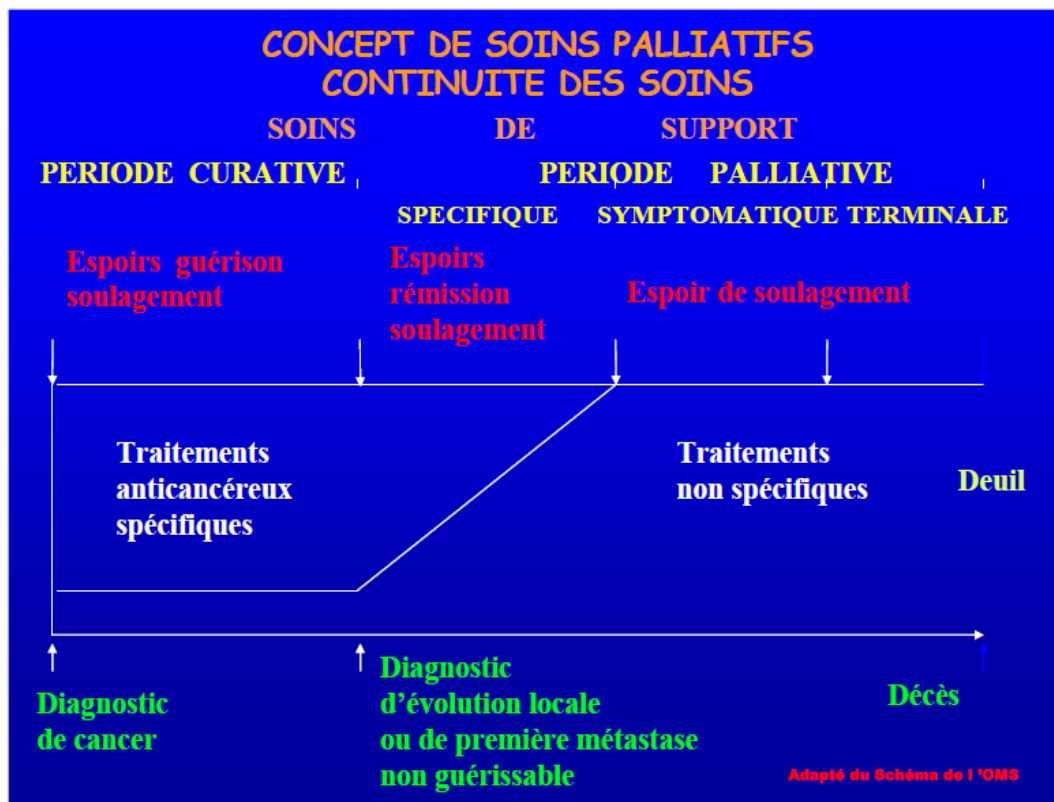 CONCEPT DE SOINS PALLIATIFS
CONTINUITE DES SOINS
SOINS DE SUPPORT
PERIODE CURATIVE PERIODE PALLIATIVE
SPECIFIQUE SYMPTOMATIQUE TERMINALE
Espoirs guérison
soulagement
Espoirs
rémission
soulagement
Espoir de soulagement
Traitements
anticancéreux
spécifiques
Traitements
non spécifiques
Deuil
Diagnostic
de cancer
Diagnostic
d'évolution locale
ou de première métastase
non guérissable
Décès
Adapté du Schéma de l 'OMS